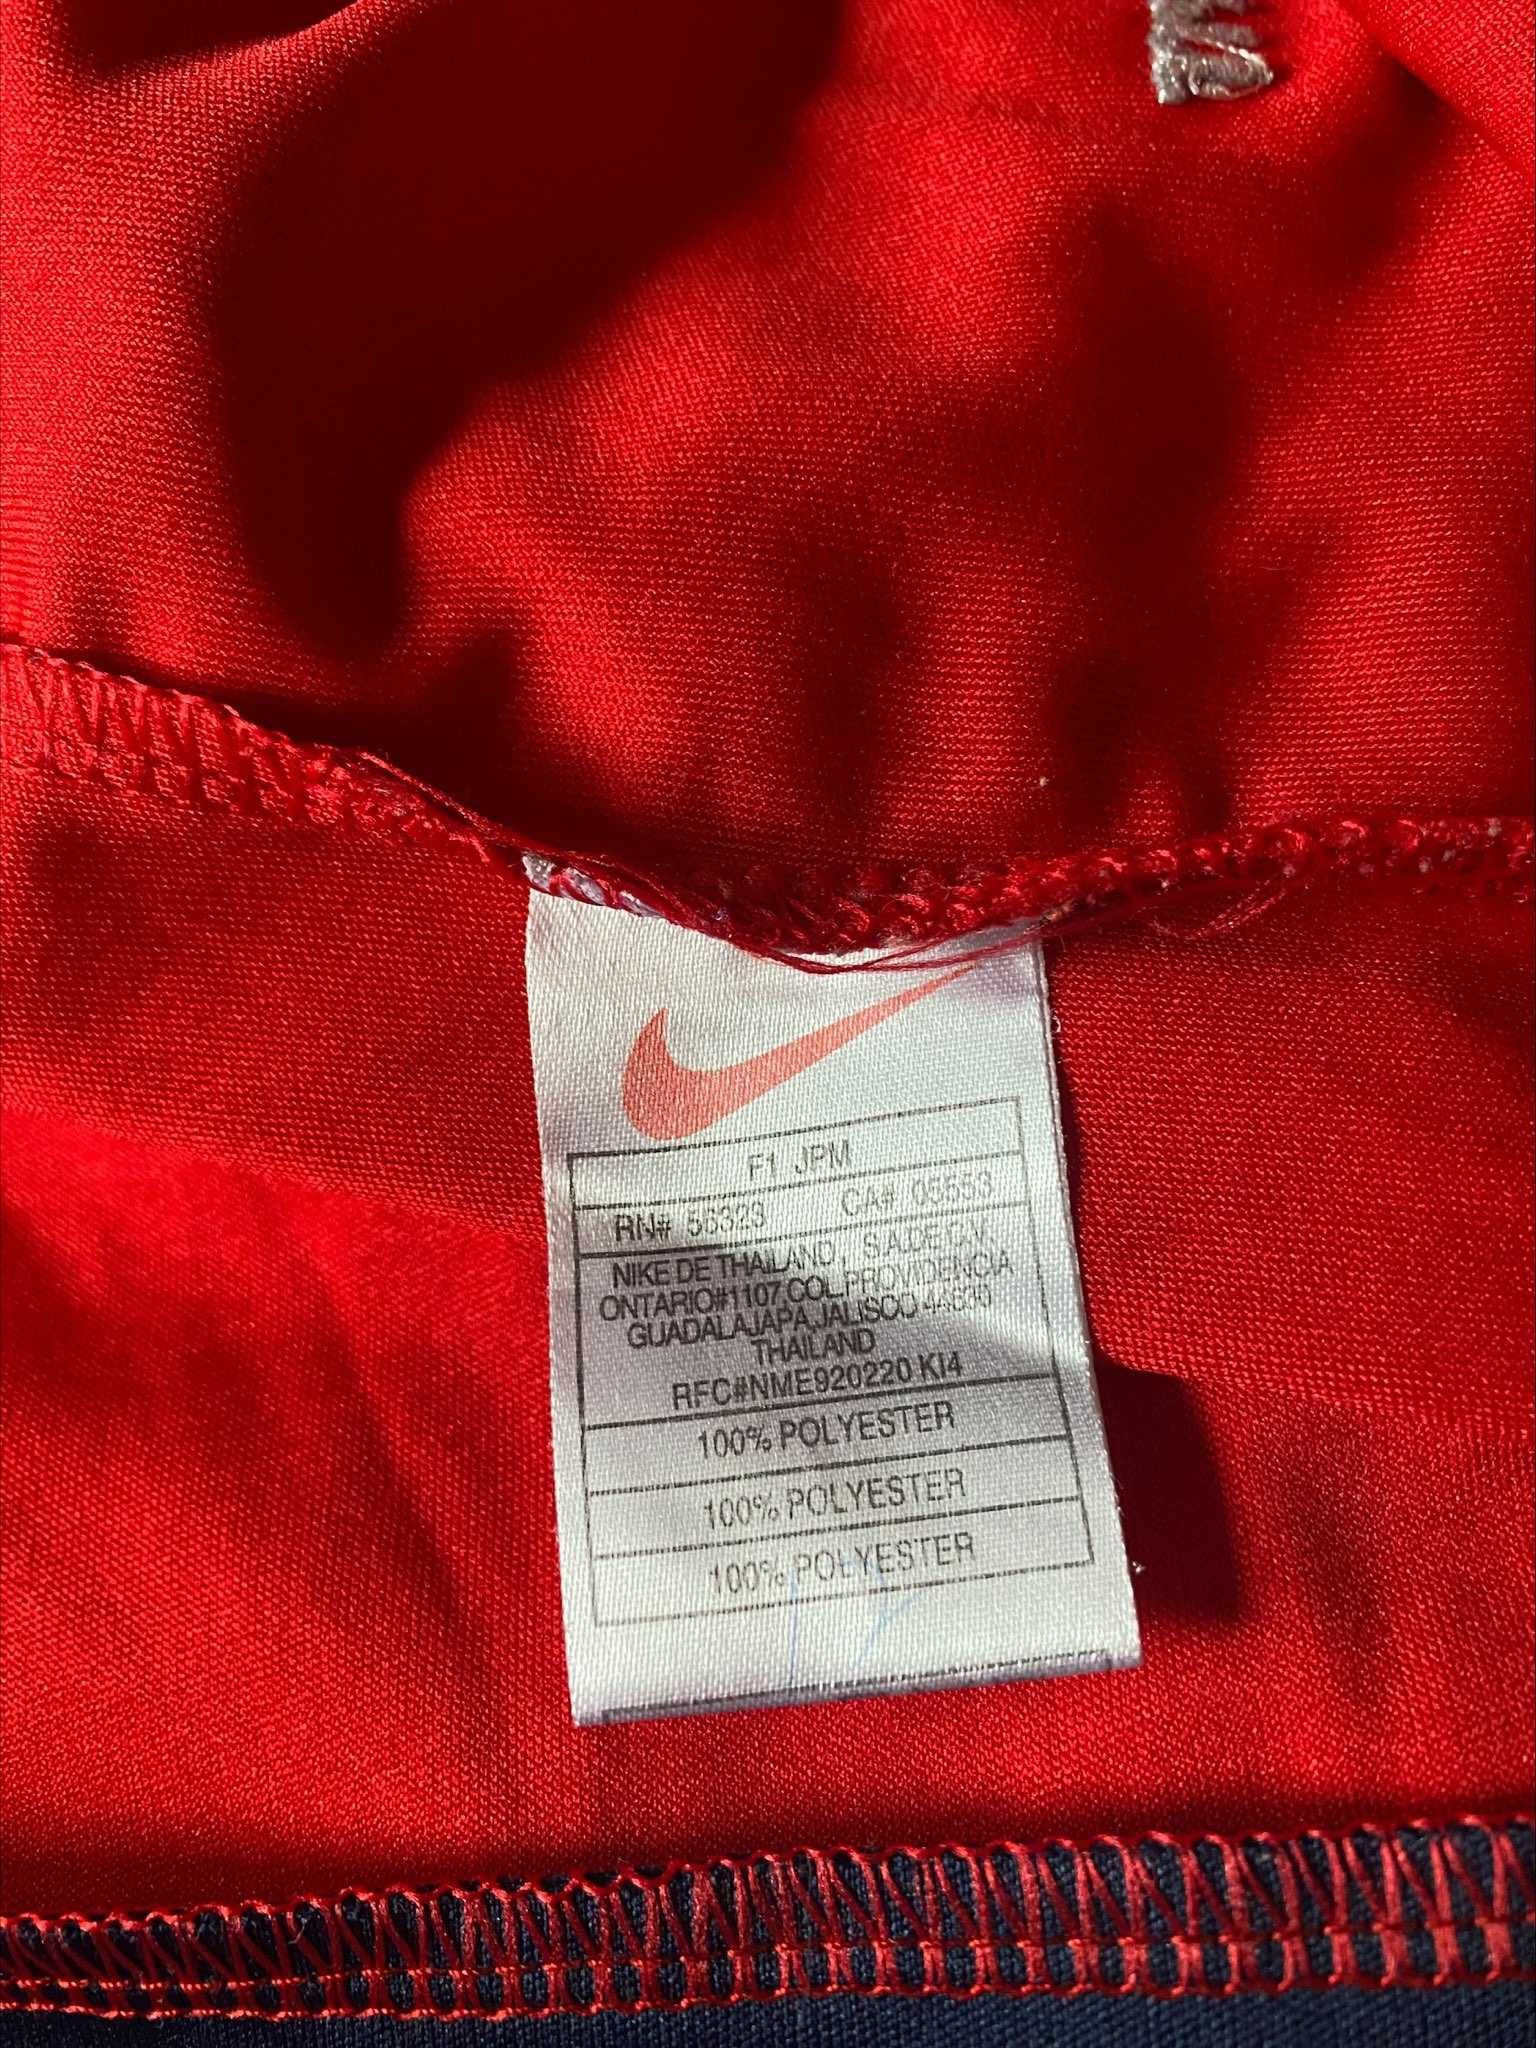 F1 JPM
RN# 56323 CA# 05553
NIKE DE THAILAND, S.A.DE C.V.
ONTARIO#1107,COL.PROVIDENCIA
GUADALAJAPA,JALISCO 44630
THAILAND
RFC#NME920220 KI4
100% POLYESTER
100% POLYESTER
100% POLYESTER